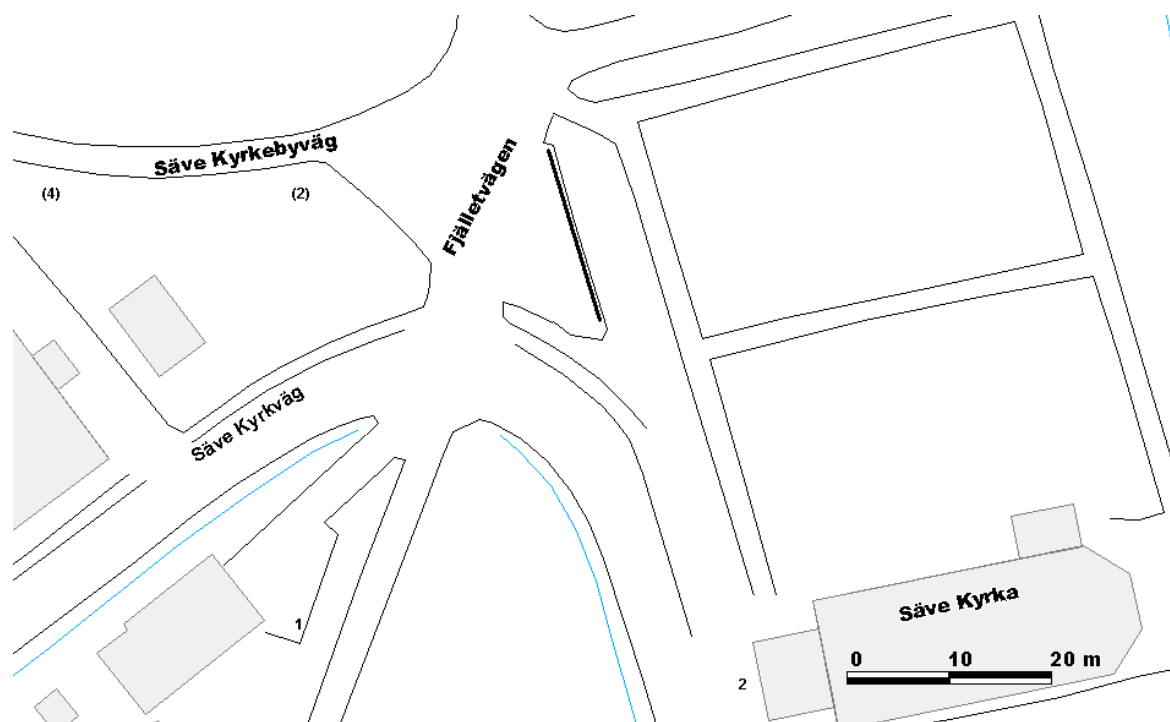 Säve Kyrkebyväg
(4)
(2)
Fjälletvägen
Säve Kyrkväg
1
Säve Kyrka
0 10 20 m
2